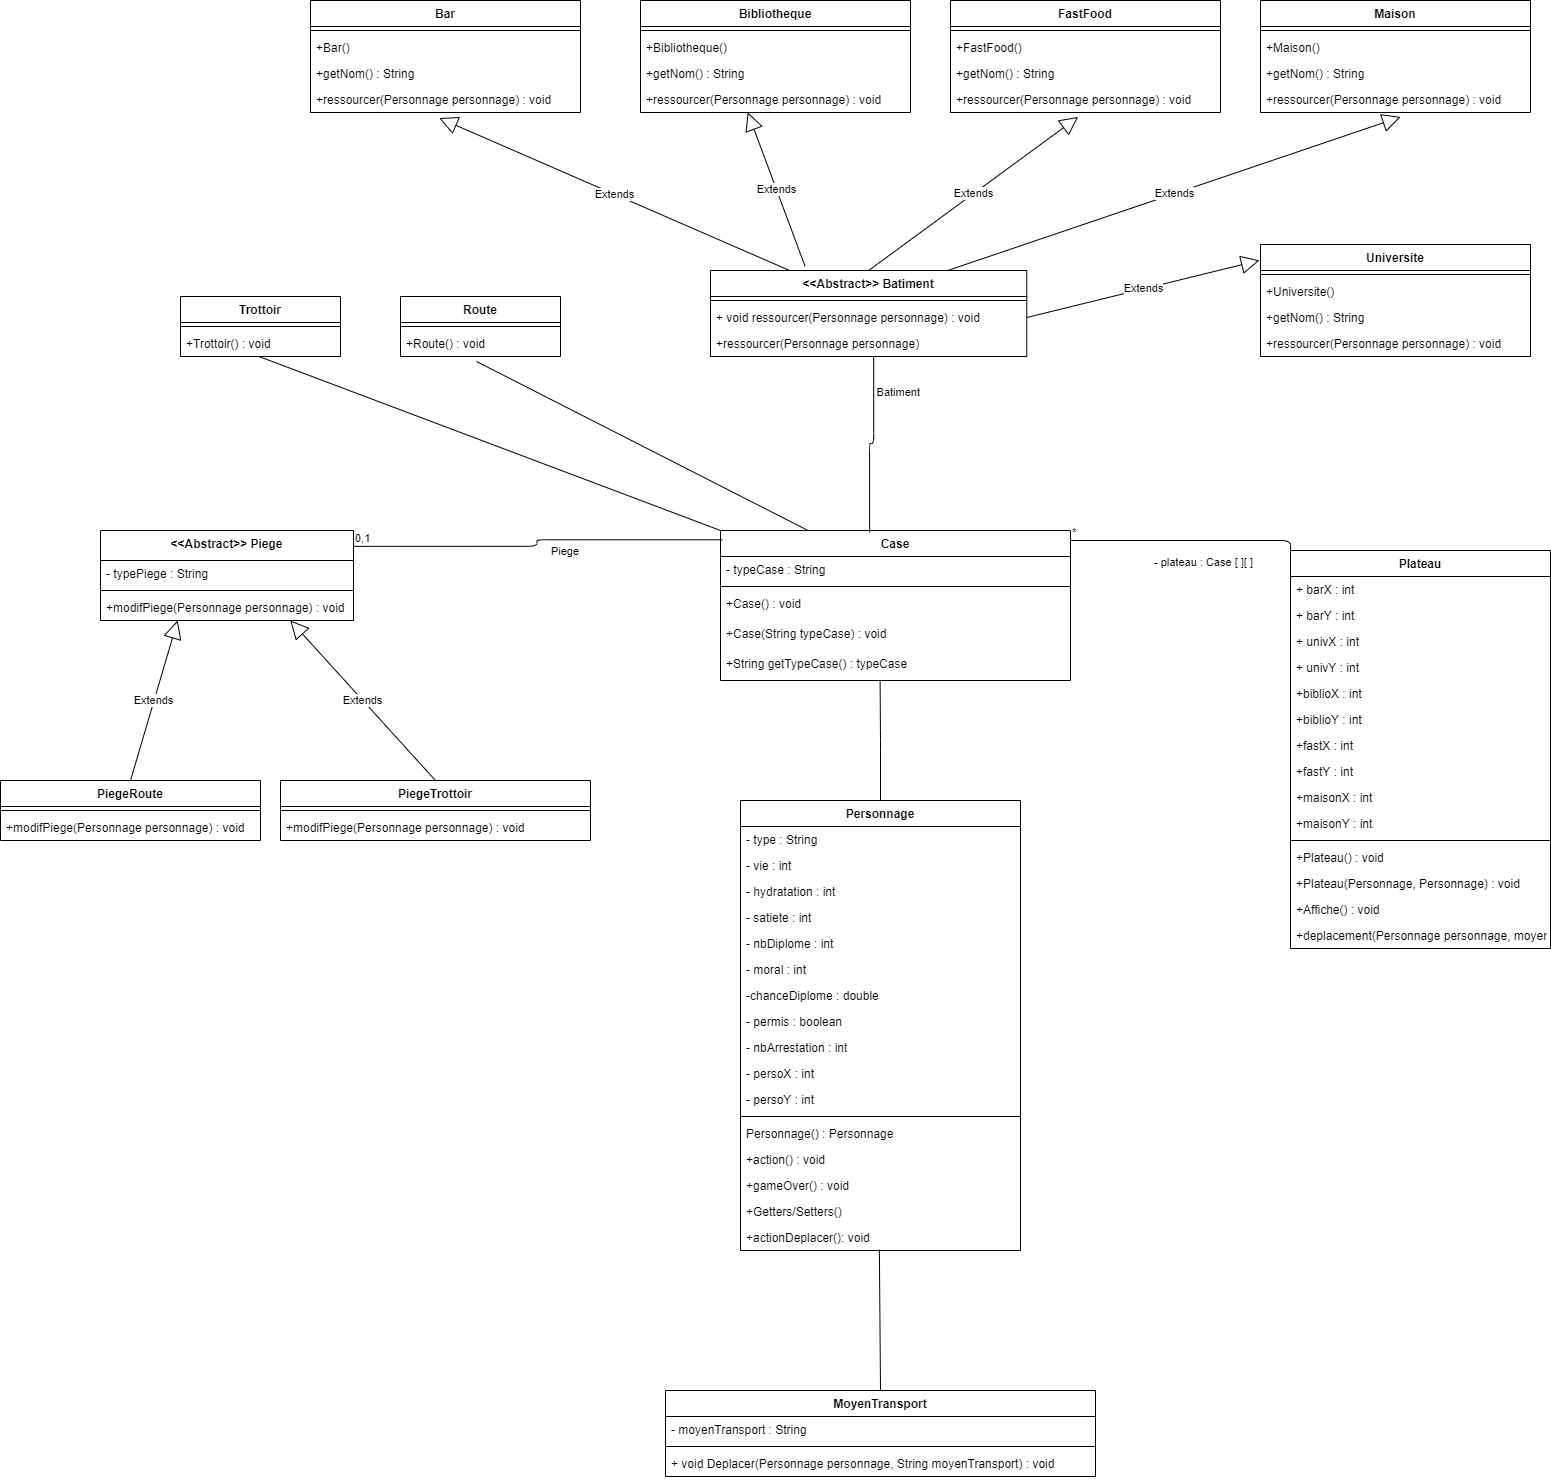 Bar
+Bar()
+getNom() : String
+ressourcer(Personnage personnage) : void
Bibliotheque
+Bibliotheque()
+getNom() : String
+ressourcer(Personnage personnage) : void
FastFood
+FastFood()
+getNom() : String
+ressourcer(Personnage personnage) : void
Maison
+Maison()
+getNom() : String
+ressourcer(Personnage personnage) : void
Extends
Extends
Extends
Extends
Universite
+Universite()
+getNom() : String
+ressourcer(Personnage personnage) : void
Extends
<<Abstract>> Batiment
+ void ressourcer(Personnage personnage) : void
+ressourcer(Personnage personnage)
Trottoir
+Trottoir() : void
Route
+Route() : void
Batiment
<<Abstract>> Piege
- typePiege : String
+modifPiege(Personnage personnage) : void
0,1
Piege
Case
- typeCase : String
+Case() : void
+Case(String typeCase) : void
+String getTypeCase() : typeCase
*
- plateau : Case [ ][ ]
Plateau
+ barX : int
+ barY : int
+ univX : int
+ univY : int
+biblioX : int
+biblioY : int
+fastX : int
+fastY : int
+maisonX : int
+maisonY : int
+Plateau() : void
+Plateau(Personnage, Personnage) : void
+Affiche() : void
+deplacement(Personnage personnage, moyer
Extends
Extends
PiegeRoute
+modifPiege(Personnage personnage) : void
PiegeTrottoir
+modifPiege(Personnage personnage) : void
Personnage
- type : String
- vie : int
- hydratation : int
- satiete : int
- nbDiplome : int
- moral : int
-chanceDiplome : double
- permis : boolean
- nbArrestation : int
- persoX : int
- persoY : int
Personnage() : Personnage
+action() : void
+gameOver() : void
+Getters/Setters()
+actionDeplacer(): void
MoyenTransport
- moyenTransport : String
+ void Deplacer(Personnage personnage, String moyenTransport) : void